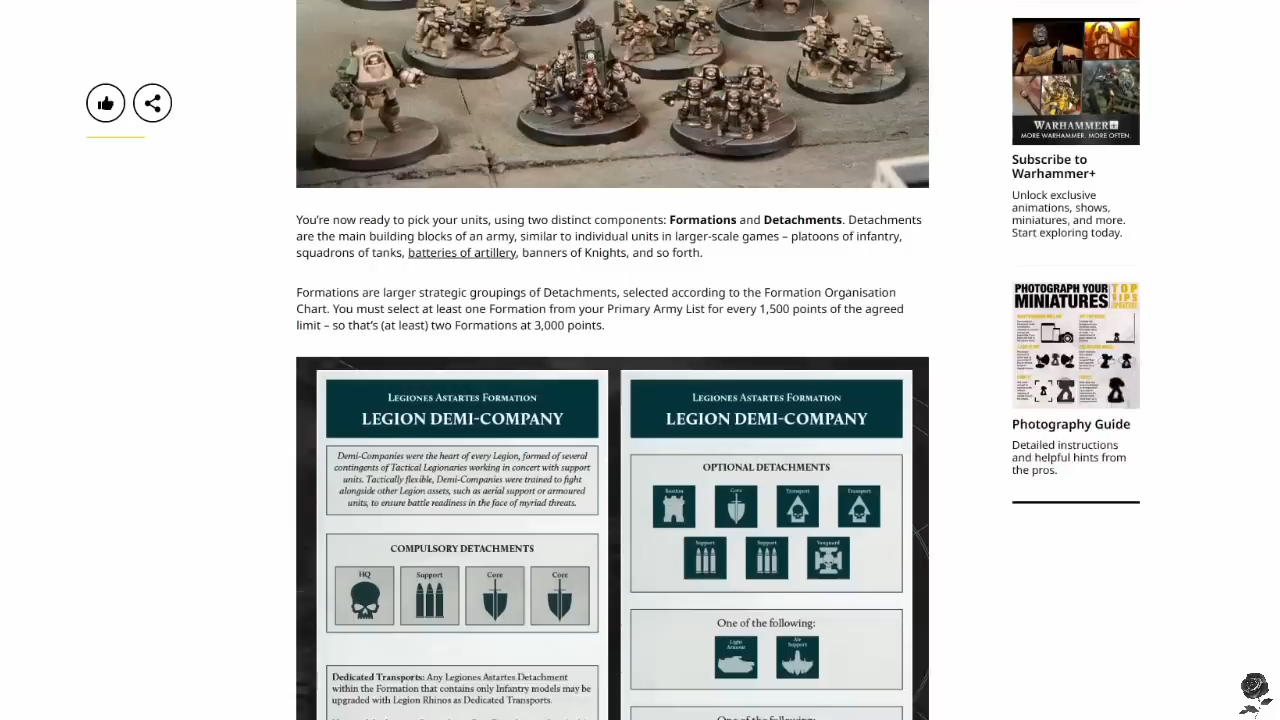 You're now ready to pick your units, using two distinct components: Formations and Detachments. Detachments
are the main building blocks of an army, similar to individual units in larger-scale games – platoons of infantry,
squadrons of tanks, batteries of artillery, banners of Knights, and so forth.
Formations are larger strategic groupings of Detachments, selected according to the Formation Organisation
Chart. You must select at least one Formation from your Primary Army List for every 1,500 points of the agreed
limit – so that's (at least) two Formations at 3,000 points.
Legiones Astartes Formation
LEGION DEMI-COMPANY
Demi-Companies were the heart of every Legion, formed of several
contingents of Tactical Legionaries working in concert with support
units. Tactically flexible, Demi-Companies were trained to fight
alongside other Legion assets, such as aerial support or armoured
units, to ensure battle readiness in the face of myriad threats.
COMPULSORY DETACHMENTS
HQ Support Core Core
Dedicated Transports: Any Legiones Astartes Detachment
within the Formation that contains only Infantry models may be
upgraded with Legion Rhinos as Dedicated Transports.
Legiones Astartes Formation
LEGION DEMI-COMPANY
OPTIONAL DETACHMENTS
Bastion Core Transport Transport
Support Support Vanguard
One of the following:
Light Armour
Air Support
One of the following:
WARHAMMER+
MORE WARHAMMER. MORE OFTEN.
Subscribe to
Warhammer+
Unlock exclusive
animations, shows,
miniatures, and more.
Start exploring today.
PHOTOGRAPH YOUR
MINIATURES
TOP
TIPS
Photography Guide
Detailed instructions
and helpful hints from
the pros.